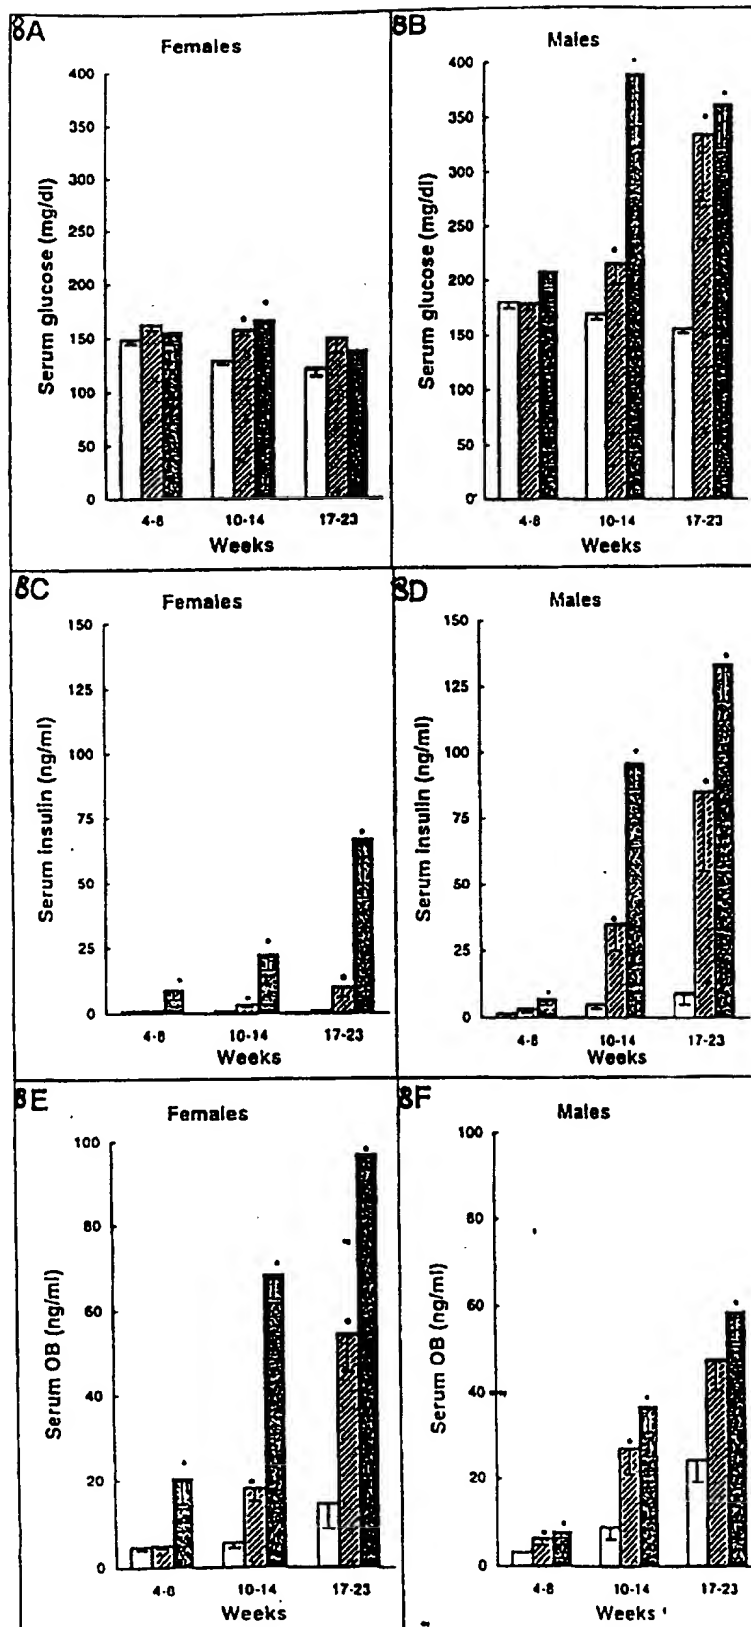 8A
Females
Serum glucose (mg/dl)
400
350
300
250
200
150
100
50
0
4-8
10-14
17-23
Weeks
8B
Males
Serum glucose (mg/dl)
400
350
300
250
200
150
100
50
0
4-8
10-14
17-23
Weeks
8C
Females
Serum insulin (ng/ml)
150
125
100
75
50
25
0
4-8
10-14
17-23
Weeks
8D
Males
Serum insulin (ng/ml)
150
125
100
75
50
25
0
4-8
10-14
17-23
Weeks
8E
Females
Serum OB (ng/ml)
100
80
60
40
20
0
4-8
10-14
17-23
Weeks
8F
Males
Serum OB (ng/ml)
100
80
60
40
20
0
4-8
10-14
17-23
Weeks